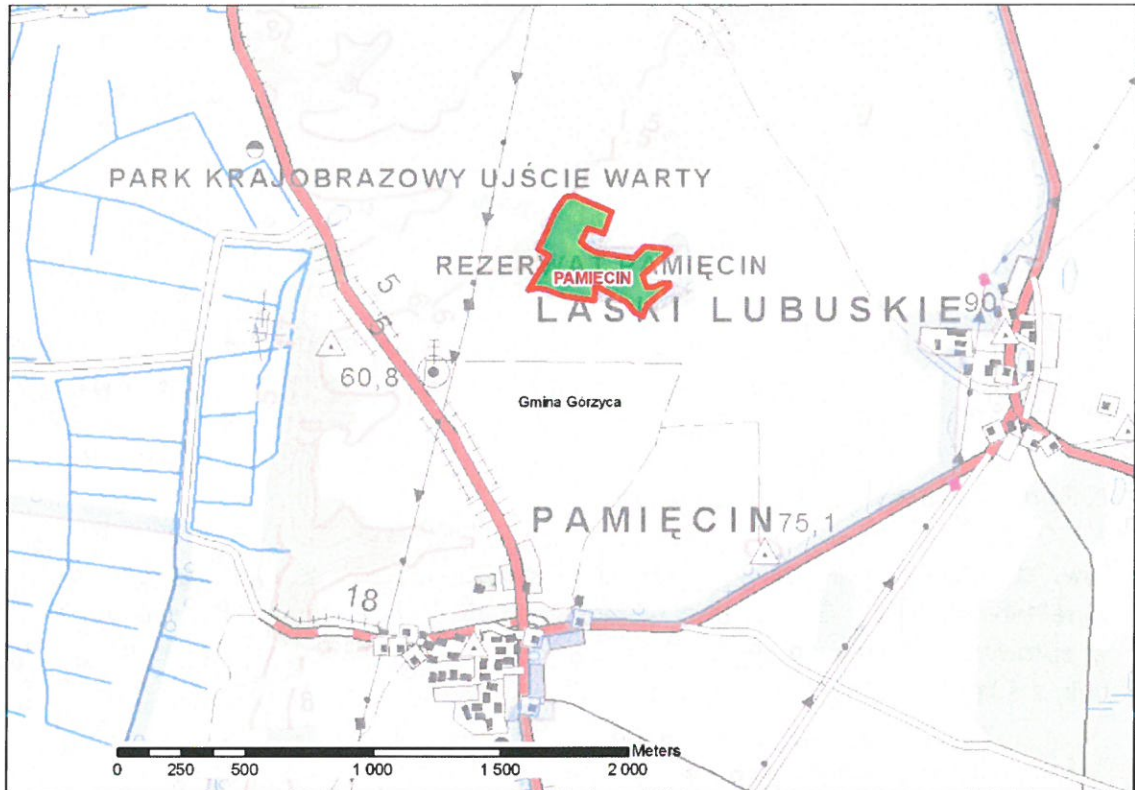 PARK KRAJOBRAZOWY UJŚCIE WARTY
REZERWAT PAMIĘCIN
PAMIĘCIN
LASKI LUBUSKIE
90
55
60,8
Gmina Górzyca
PAMIĘCIN
75,1
18
Meters
0 250 500 1 000 1 500 2 000